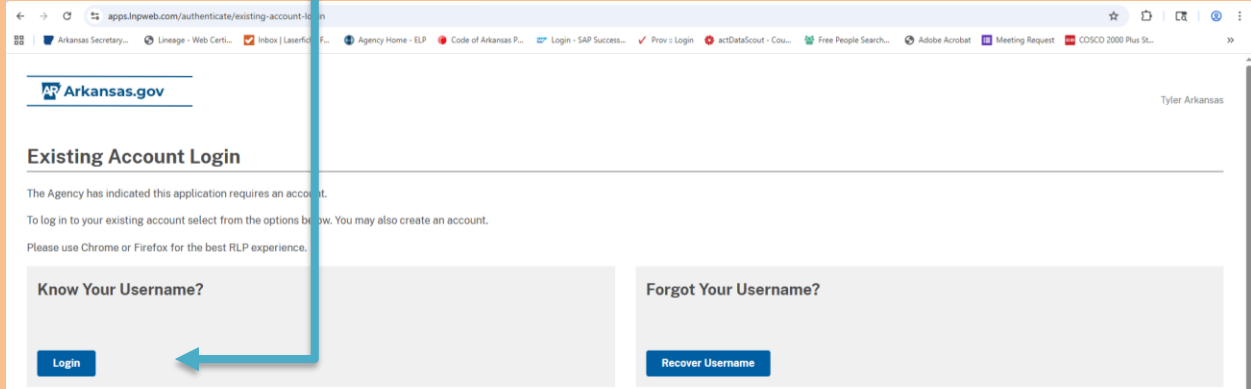 apps.lnpweb.com/authenticate/existing-account-login
Arkansas Secretary... Lineage - Web Certi... Inbox | Laserfich F... Agency Home - ELP Code of Arkansas P... Login - SAP Success... Prov :: Login actDataScout - Cou... Free People Search... Adobe Acrobat Meeting Request COSCO 2000 Plus St...
AR Arkansas.gov
Tyler Arkansas
Existing Account Login
The Agency has indicated this application requires an account.
To log in to your existing account select from the options below. You may also create an account.
Please use Chrome or Firefox for the best RLP experience.
Know Your Username?
Forgot Your Username?
Login
Recover Username